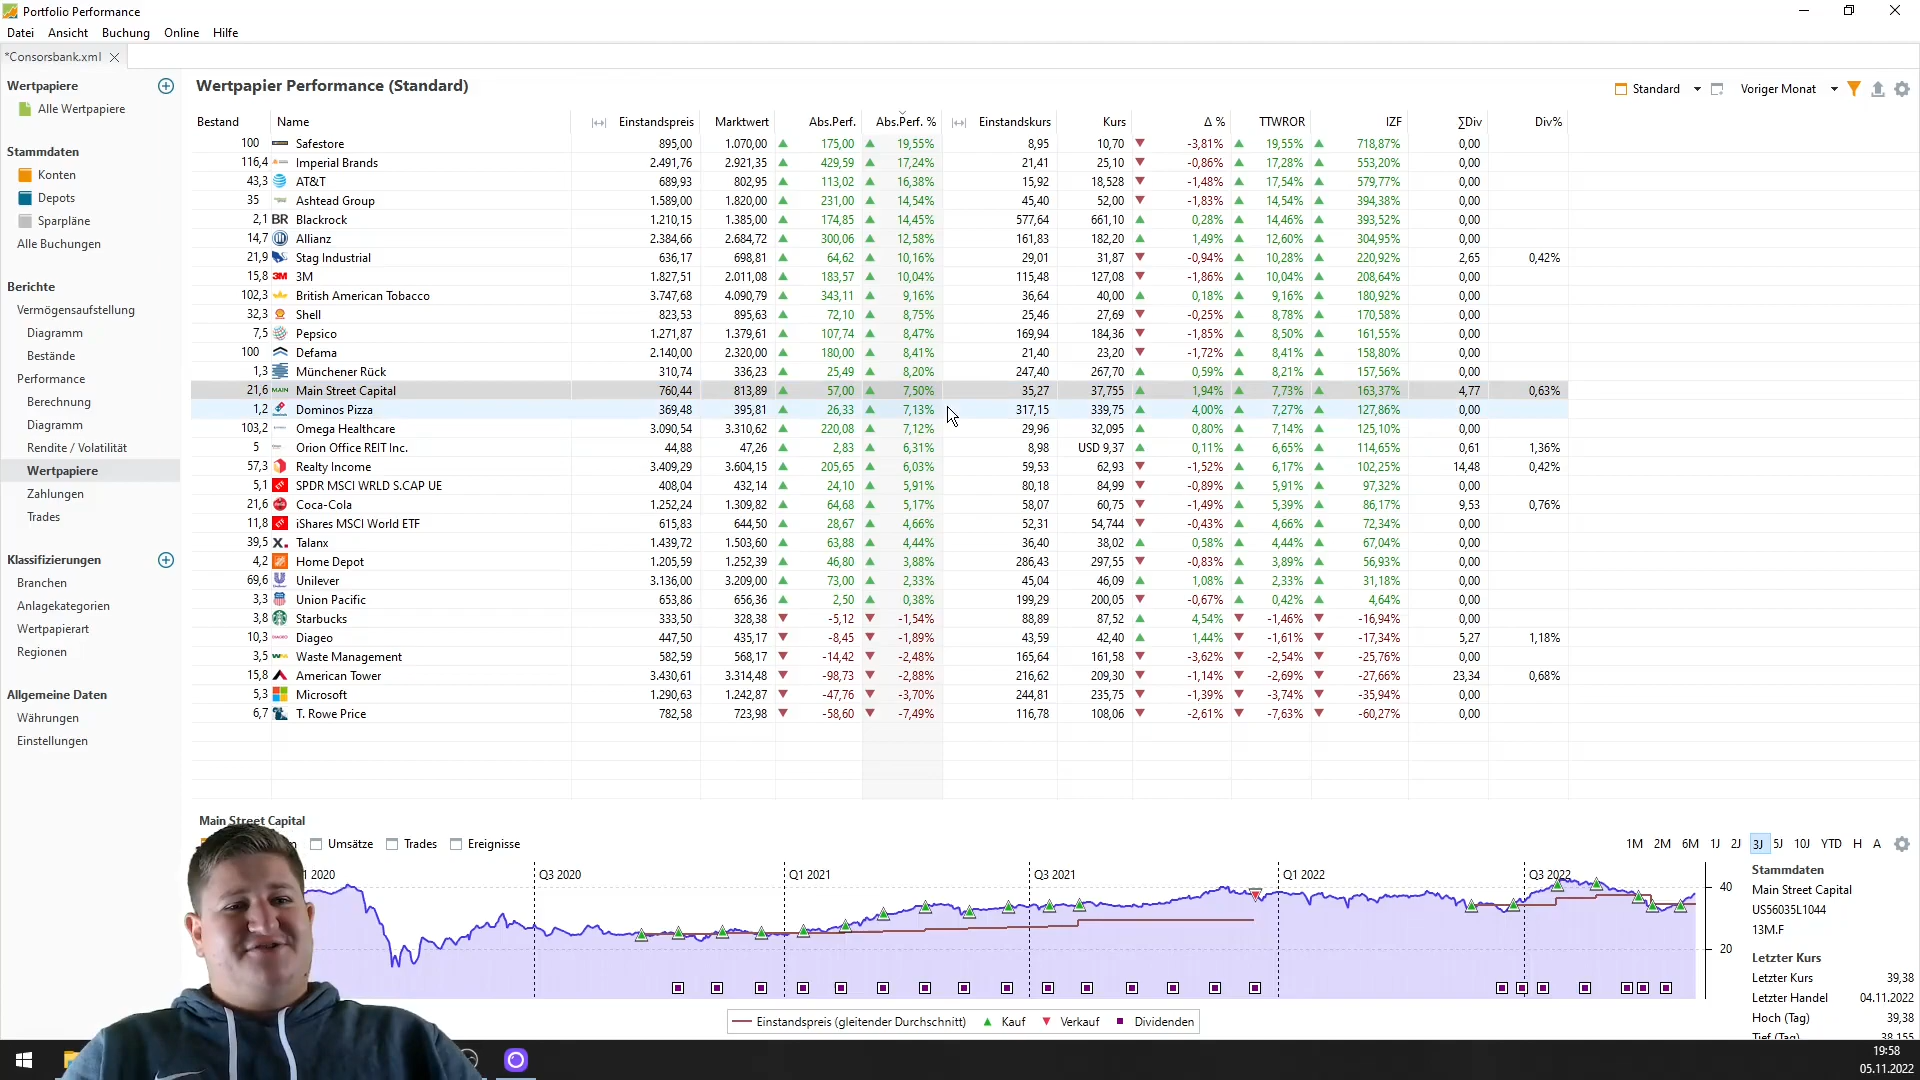 Portfolio Performance
Datei Ansicht Buchung Online Hilfe
*Consorsbank.xml
Wertpapiere
Alle Wertpapiere
Stammdaten
Konten
Depots
Sparpläne
Alle Buchungen
Berichte
Vermögensaufstellung
Diagramm
Bestände
Performance
Berechnung
Diagramm
Rendite / Volatilität
Wertpapiere
Zahlungen
Trades
Klassifizierungen
Branchen
Anlagekategorien
Wertpapierart
Regionen
Allgemeine Daten
Währungen
Einstellungen
Wertpapier Performance (Standard)
Standard Voriger Monat
Bestand Name Einstandspreis Marktwert Abs.Perf. Abs.Perf. % Einstandskurs Kurs Δ % TTWROR IZF ∑Div Div%
100 Safestore 895,00 1.070,00 175,00 19,55% 8,95 10,70 -3,81% 19,55% 718,87% 0,00
116,4 Imperial Brands 2.491,76 2.921,35 429,59 17,24% 21,41 25,10 -0,86% 17,28% 553,20% 0,00
43,3 AT&T 689,93 802,95 113,02 16,38% 15,92 18,528 -1,48% 17,54% 579,77% 0,00
35 Ashtead Group 1.589,00 1.820,00 231,00 14,54% 45,40 52,00 -1,83% 14,54% 394,38% 0,00
2,1 BR Blackrock 1.210,15 1.385,00 174,85 14,45% 577,64 661,10 0,28% 14,46% 393,52% 0,00
14,7 Allianz 2.384,66 2.684,72 300,06 12,58% 161,83 182,20 1,49% 12,60% 304,95% 0,00
21,9 Stag Industrial 636,17 698,81 64,62 10,16% 29,01 31,87 -0,94% 10,28% 220,92% 2,65 0,42%
15,8 3M 3M 1.827,51 2.011,08 183,57 10,04% 115,48 127,08 -1,86% 10,04% 208,64% 0,00
102,3 British American Tobacco 3.747,68 4.090,79 343,11 9,16% 36,64 40,00 0,18% 9,16% 180,92% 0,00
32,3 Shell 823,53 895,63 72,10 8,75% 25,46 27,69 -0,25% 8,78% 170,58% 0,00
7,5 Pepsico 1.271,87 1.379,61 107,74 8,47% 169,94 184,36 -1,85% 8,50% 161,55% 0,00
100 Defama 2.140,00 2.320,00 180,00 8,41% 21,40 23,20 -1,72% 8,41% 158,80% 0,00
1,3 Münchener Rück 310,74 336,23 25,49 8,20% 247,40 267,70 0,59% 8,21% 157,56% 0,00
21,6 MAIN Main Street Capital 760,44 813,89 57,00 7,50% 35,27 37,755 1,94% 7,73% 163,37% 4,77 0,63%
1,2 Dominos Pizza 369,48 395,81 26,33 7,13% 317,15 339,75 4,00% 7,27% 127,86% 0,00
103,2 Omega Healthcare 3.090,54 3.310,62 220,08 7,12% 29,96 32,095 0,80% 7,14% 125,10% 0,00
5 Orion Office REIT Inc. 44,88 47,26 2,83 6,31% 8,98 USD 9,37 0,11% 6,65% 114,65% 0,61 1,36%
57,3 Realty Income 3.409,29 3.604,15 205,65 6,03% 59,53 62,93 -1,52% 6,17% 102,25% 14,48 0,42%
5,1 SPDR MSCI WRLD S.CAP UE 408,04 432,14 24,10 5,91% 80,18 84,99 -0,89% 5,91% 97,32% 0,00
21,6 Coca-Cola 1.252,24 1.309,82 64,68 5,17% 58,07 60,75 -1,49% 5,39% 86,17% 9,53 0,76%
11,8 iShares MSCI World ETF 615,83 644,50 28,67 4,66% 52,31 54,744 -0,43% 4,66% 72,34% 0,00
39,5 Talanx 1.439,72 1.503,60 63,88 4,44% 36,40 38,02 0,58% 4,44% 67,04% 0,00
4,2 Home Depot 1.205,59 1.252,39 46,80 3,88% 286,43 297,55 -0,83% 3,89% 56,93% 0,00
69,6 Unilever 3.136,00 3.209,00 73,00 2,33% 45,04 46,09 1,08% 2,33% 31,18% 0,00
3,3 Union Pacific 653,86 656,36 2,50 0,38% 199,29 200,05 -0,67% 0,42% 4,64% 0,00
3,8 Starbucks 333,50 328,38 -5,12 -1,54% 88,89 87,52 4,54% -1,46% -16,94% 0,00
10,3 Diageo 447,50 435,17 -8,45 -1,89% 43,59 42,40 1,44% -1,61% -17,34% 5,27 1,18%
3,5 Waste Management 582,59 568,17 -14,42 -2,48% 165,64 161,58 -3,62% -2,54% -25,76% 0,00
15,8 American Tower 3.430,61 3.314,48 -98,73 -2,88% 216,62 209,30 -1,14% -2,69% -27,66% 23,34 0,68%
5,3 Microsoft 1.290,63 1.242,87 -47,76 -3,70% 244,81 235,75 -1,39% -3,74% -35,94% 0,00
6,7 T. Rowe Price 782,58 723,98 -58,60 -7,49% 116,78 108,06 -2,61% -7,63% -60,27% 0,00
Main Street Capital
Umsätze Trades Ereignisse
1M 2M 6M 1J 2J 3J 5J 10J YTD H A
2020 Q3 2020 Q1 2021 Q3 2021 Q1 2022 Q3 2022
40
20
Einstandspreis (gleitender Durchschnitt) Kauf Verkauf Dividenden
Stammdaten
Main Street Capital
US56035L1044
13M.F
Letzter Kurs
Letzter Kurs 39,38
Letzter Handel 04.11.2022
Hoch (Tag) 39,38
Tief (Tag) 38,155
19:58
05.11.2022